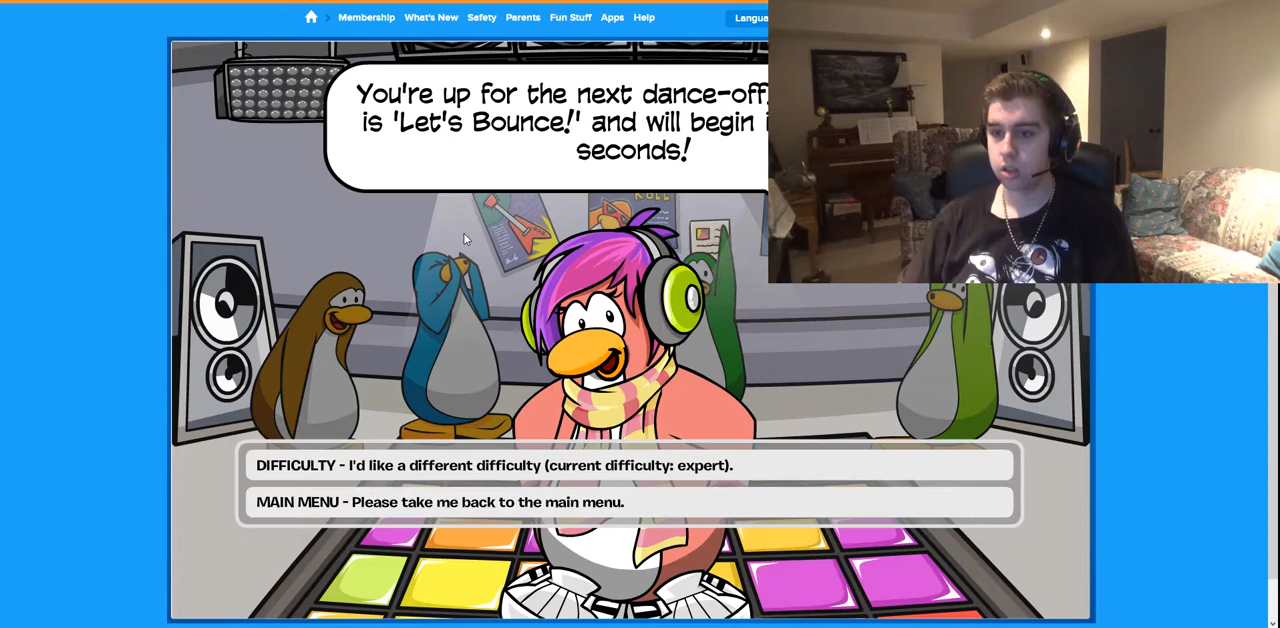 Membership What's New Safety Parents Fun Stuff Apps Help Langua
You're up for the next dance-off,
is 'Let's Bounce!' and will begin i
seconds!
ROLL
DIFFICULTY - I'd like a different difficulty (current difficulty: expert).
MAIN MENU - Please take me back to the main menu.